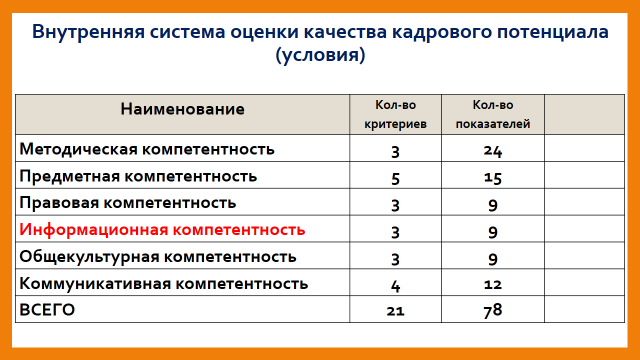 Внутренняя система оценки качества кадрового потенциала
(условия)
Наименование Кол-во критериев Кол-во показателей
Методическая компетентность 3 24
Предметная компетентность 5 15
Правовая компетентность 3 9
Информационная компетентность 3 9
Общекультурная компетентность 3 9
Коммуникативная компетентность 4 12
ВСЕГО 21 78